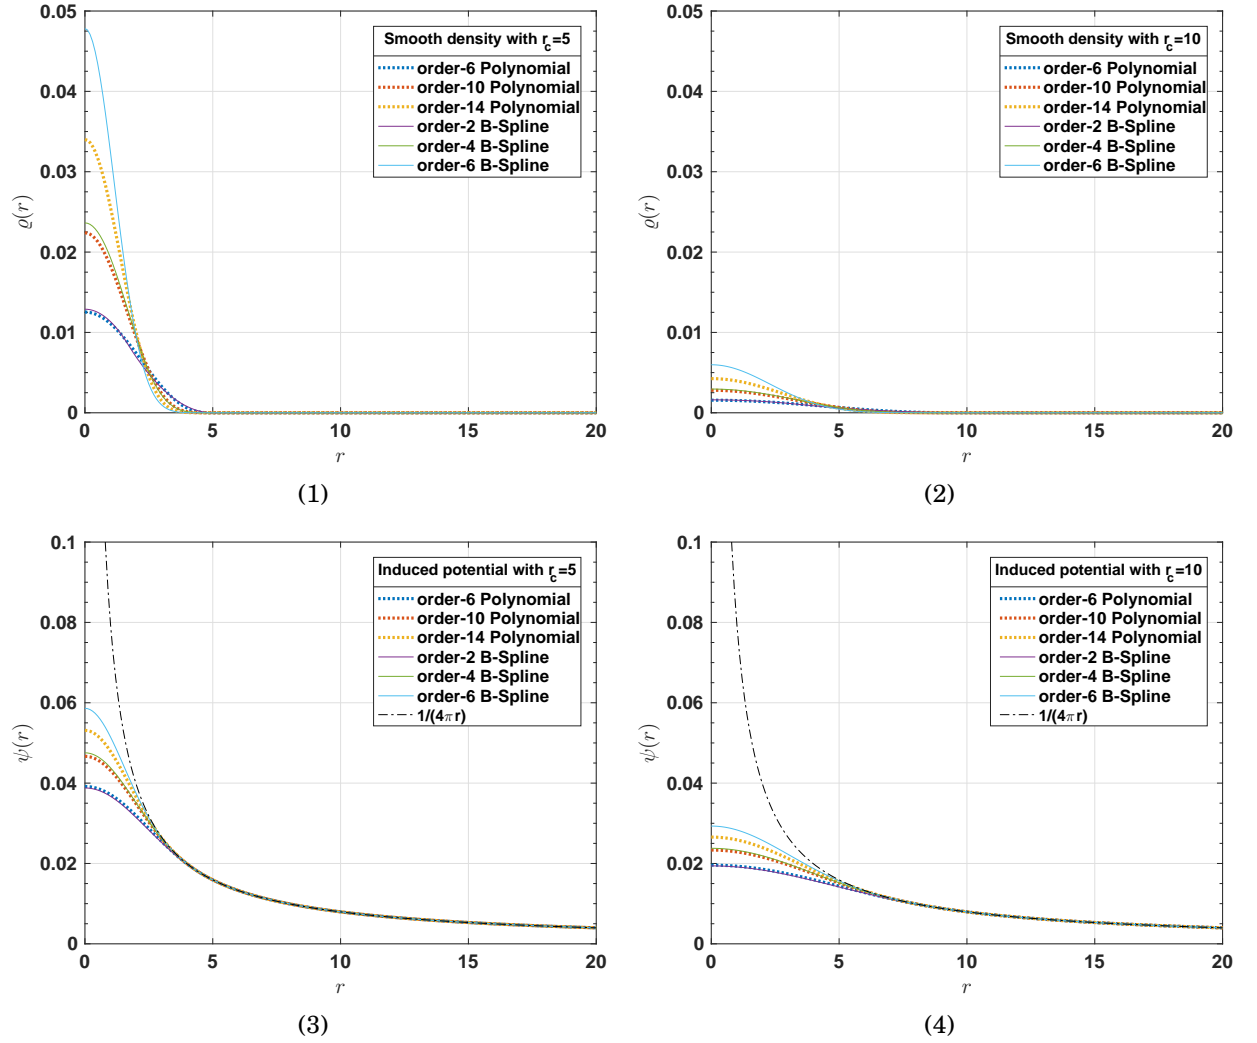 0.05
0.04
0.03
0.02
0.01
0
ϱ(r)
Smooth density with r_c=5
order-6 Polynomial
order-10 Polynomial
order-14 Polynomial
order-2 B-Spline
order-4 B-Spline
order-6 B-Spline
0 5 10 15 20
r
(1)
0.05
0.04
0.03
0.02
0.01
0
ϱ(r)
Smooth density with r_c=10
order-6 Polynomial
order-10 Polynomial
order-14 Polynomial
order-2 B-Spline
order-4 B-Spline
order-6 B-Spline
0 5 10 15 20
r
(2)
0.1
0.08
0.06
0.04
0.02
0
ψ(r)
Induced potential with r_c=5
order-6 Polynomial
order-10 Polynomial
order-14 Polynomial
order-2 B-Spline
order-4 B-Spline
order-6 B-Spline
1/(4πr)
0 5 10 15 20
r
(3)
0.1
0.08
0.06
0.04
0.02
0
ψ(r)
Induced potential with r_c=10
order-6 Polynomial
order-10 Polynomial
order-14 Polynomial
order-2 B-Spline
order-4 B-Spline
order-6 B-Spline
1/(4πr)
0 5 10 15 20
r
(4)